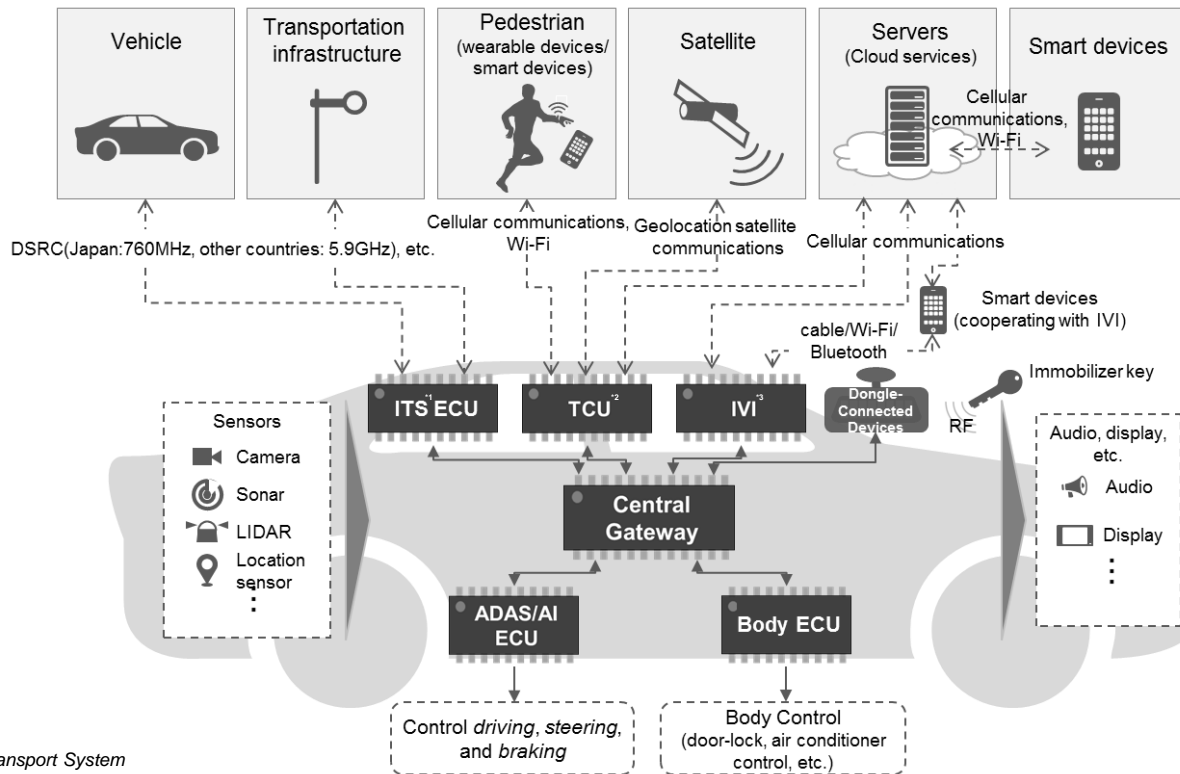 Vehicle
Transportation
infrastructure
Pedestrian
(wearable devices/
smart devices)
Satellite
Servers
(Cloud services)
Smart devices
Cellular
communications,
Wi-Fi
DSRC(Japan:760MHz, other countries: 5.9GHz), etc.
Cellular communications,
Wi-Fi
Geolocation satellite
communications
Cellular communications
Smart devices
(cooperating with IVI)
cable/Wi-Fi/
Bluetooth
Immobilizer key
RF
ITS*1 ECU
TCU*2
IVI*3
Dongle-
Connected
Devices
Sensors
Camera
Sonar
LIDAR
Location
sensor
⋮
Central
Gateway
Audio, display,
etc.
Audio
Display
⋮
ADAS/AI
ECU
Body ECU
Control driving, steering,
and braking
Body Control
(door-lock, air conditioner
control, etc.)
ansport System